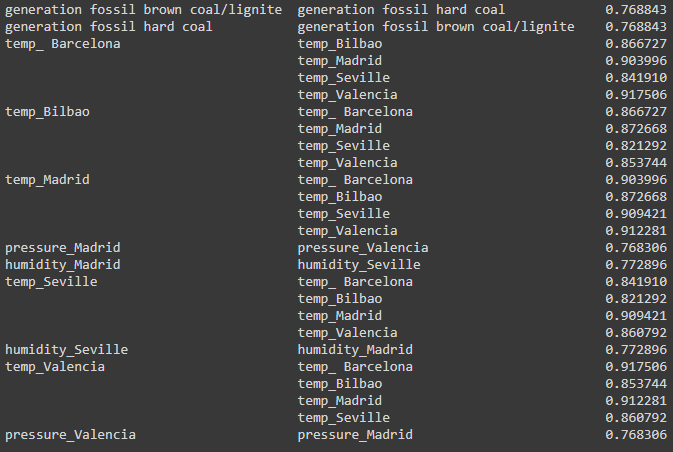 generation fossil brown coal/lignite  generation fossil hard coal             0.768843
generation fossil hard coal           generation fossil brown coal/lignite    0.768843
temp_ Barcelona                       temp_Bilbao                             0.866727
                                      temp_Madrid                             0.903996
                                      temp_Seville                            0.841910
                                      temp_Valencia                           0.917506
temp_Bilbao                           temp_ Barcelona                         0.866727
                                      temp_Madrid                             0.872668
                                      temp_Seville                            0.821292
                                      temp_Valencia                           0.853744
temp_Madrid                           temp_ Barcelona                         0.903996
                                      temp_Bilbao                             0.872668
                                      temp_Seville                            0.909421
                                      temp_Valencia                           0.912281
pressure_Madrid                       pressure_Valencia                       0.768306
humidity_Madrid                       humidity_Seville                        0.772896
temp_Seville                          temp_ Barcelona                         0.841910
                                      temp_Bilbao                             0.821292
                                      temp_Madrid                             0.909421
                                      temp_Valencia                           0.860792
humidity_Seville                      humidity_Madrid                         0.772896
temp_Valencia                         temp_ Barcelona                         0.917506
                                      temp_Bilbao                             0.853744
                                      temp_Madrid                             0.912281
                                      temp_Seville                            0.860792
pressure_Valencia                     pressure_Madrid                         0.768306